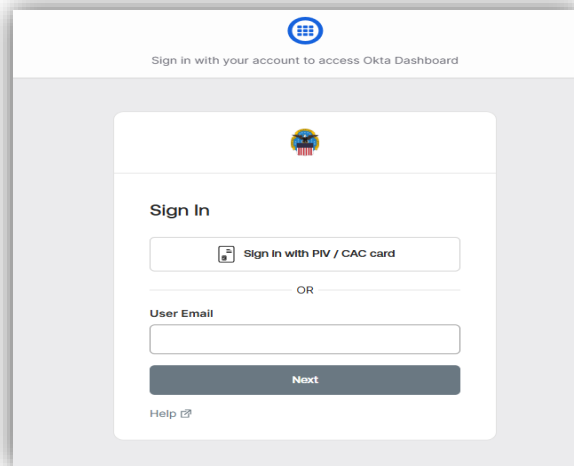 Sign in with your account to access Okta Dashboard
Sign In
Sign in with PIV / CAC card
OR
User Email
Next
Help